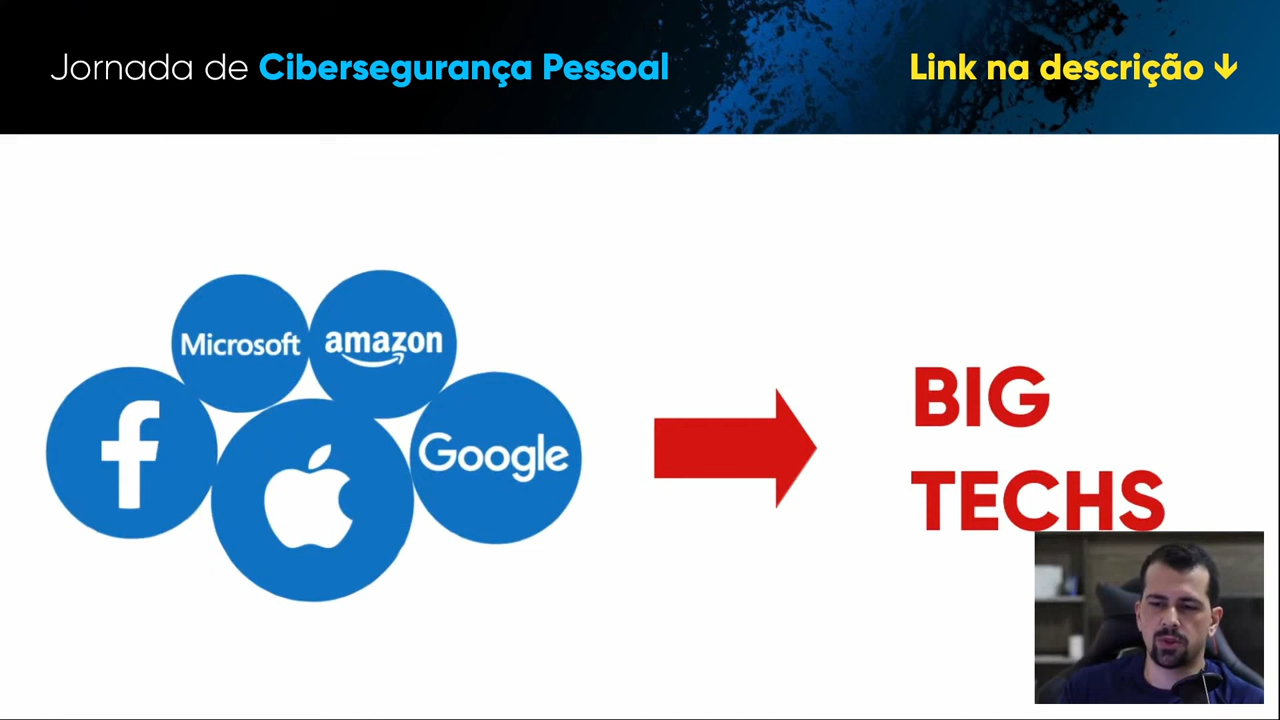 Jornada de Cibersegurança Pessoal
Link na descrição ↓
Microsoft
amazon
f
Google
BIG
TECHS